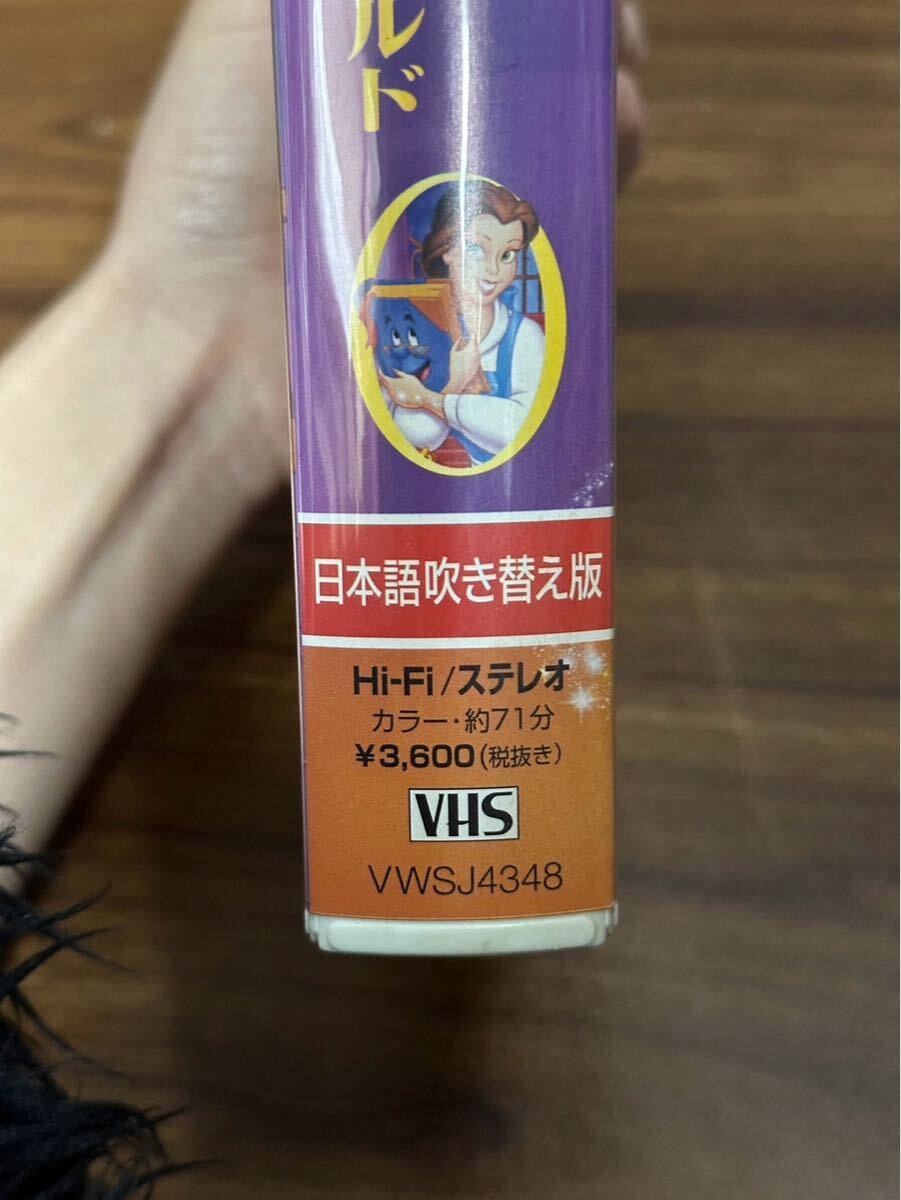 ルド
日本語吹き替え版
Hi-Fi/ステレオ
カラー・約71分
¥3,600(税抜き)
VHS
VWSJ4348